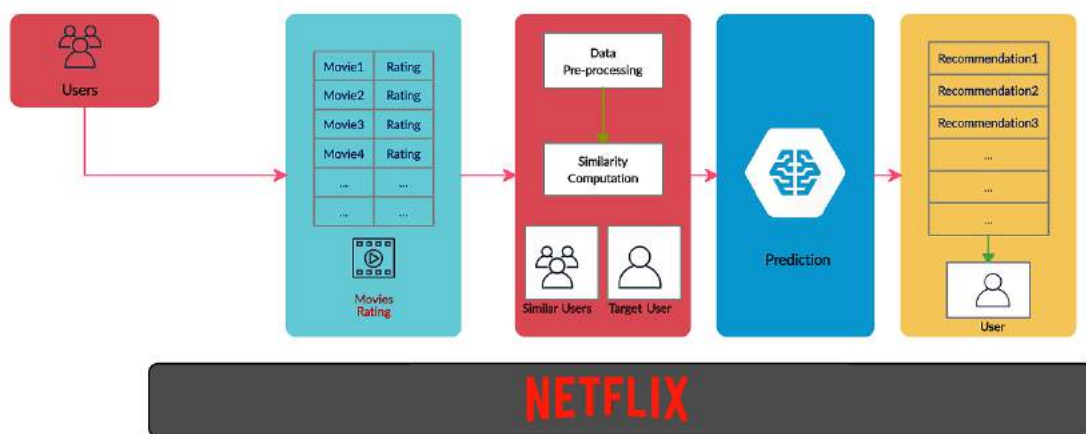 Users
Movie1 Rating
Movie2 Rating
Movie3 Rating
Movie4 Rating
... ...
... ...
Movies
Rating
Data
Pre-processing
Similarity
Computation
Similar Users
Target User
Prediction
Recommendation1
Recommendation2
Recommendation3
...
...
...
User
NETFLIX